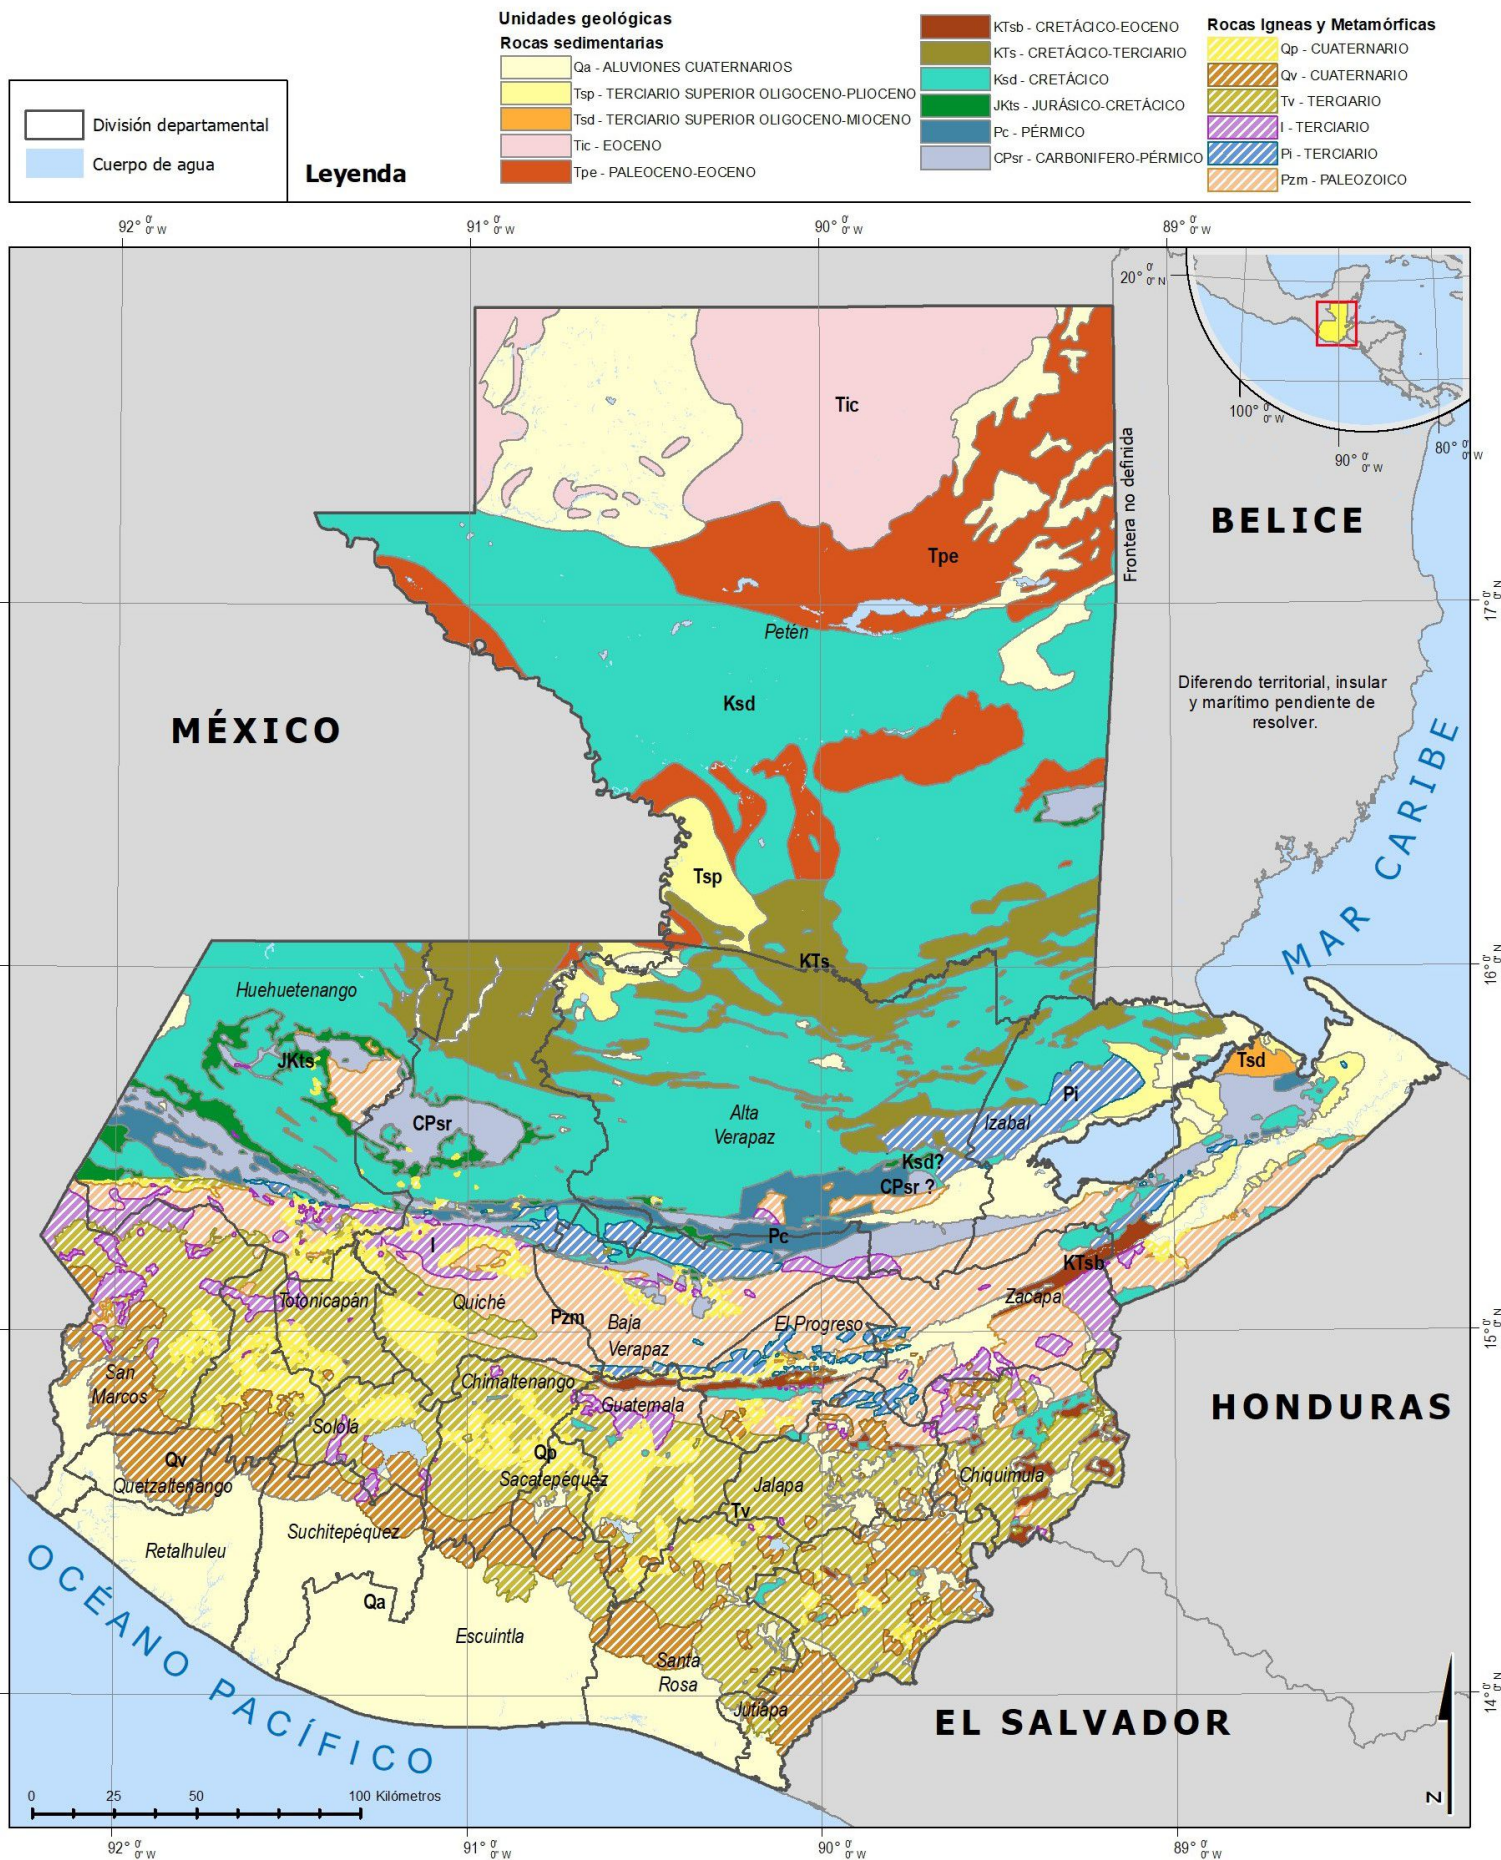 Unidades geológicas
Rocas sedimentarias
Qa - ALUVIONES CUATERNARIOS
Tsp - TERCIARIO SUPERIOR OLIGOCENO-PLIOCENO
Tsd - TERCIARIO SUPERIOR OLIGOCENO-MIOCENO
Tic - EOCENO
Tpe - PALEOCENO-EOCENO
KTsb - CRETÁCICO-EOCENO
KTs - CRETÁCICO-TERCIARIO
Ksd - CRETÁCICO
JKts - JURÁSICO-CRETÁCICO
Pc - PÉRMICO
CPsr - CARBONIFERO-PÉRMICO
Rocas Igneas y Metamórficas
Qp - CUATERNARIO
Qv - CUATERNARIO
Tv - TERCIARIO
I - TERCIARIO
Pi - TERCIARIO
Pzm - PALEOZOICO
División departamental
Cuerpo de agua
Leyenda
92° 0' 0" W
91° 0' 0" W
90° 0' 0" W
89° 0' 0" W
20° 0' 0" N
100° 0' 0" W
90° 0' 0" W
80° 0' 0" W
Tic
Frontera no definida
BELICE
Tpe
17° 0' 0" N
Petén
Diferendo territorial, insular
y marítimo pendiente de
resolver.
Ksd
MÉXICO
MAR CARIBE
Tsp
KTs
16° 0' 0" N
Huehuetenango
JKts
Tsd
Pi
CPsr
Alta
Verapaz
Izabal
Ksd?
CPsr ?
Pc
I
KTsb
Zacapa
Totonicapán
Quiché
Pzm
Baja
Verapaz
El Progreso
15° 0' 0" N
San
Marcos
Chimaltenango
Guatemala
HONDURAS
Sololá
Qv
Quetzaltenango
Qp
Sacatepéquez
Jalapa
Chiquimula
Tv
Suchitepéquez
Retalhuleu
Qa
Escuintla
Santa
Rosa
Jutiapa
14° 0' 0" N
EL SALVADOR
OCÉANO PACÍFICO
0 25 50 100 Kilómetros
N
92° 0' 0" W
91° 0' 0" W
90° 0' 0" W
89° 0' 0" W